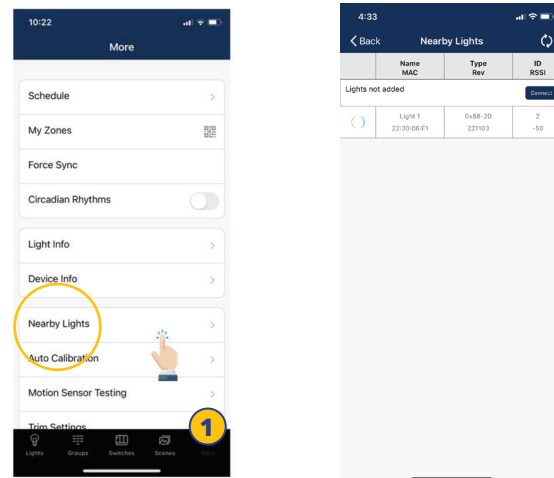 10:22
More
Schedule
My Zones
Force Sync
Circadian Rhythms
Light Info
Device Info
Nearby Lights
Auto Calibration
Motion Sensor Testing
Trim Settings
Lights Groups Switches Scenes More
1
4:33
Back Nearby Lights
Name Type ID
MAC Rev RSSI
Lights not added Connect
Light 1 0x68-20 2
22:30:06:F1 221103 -50